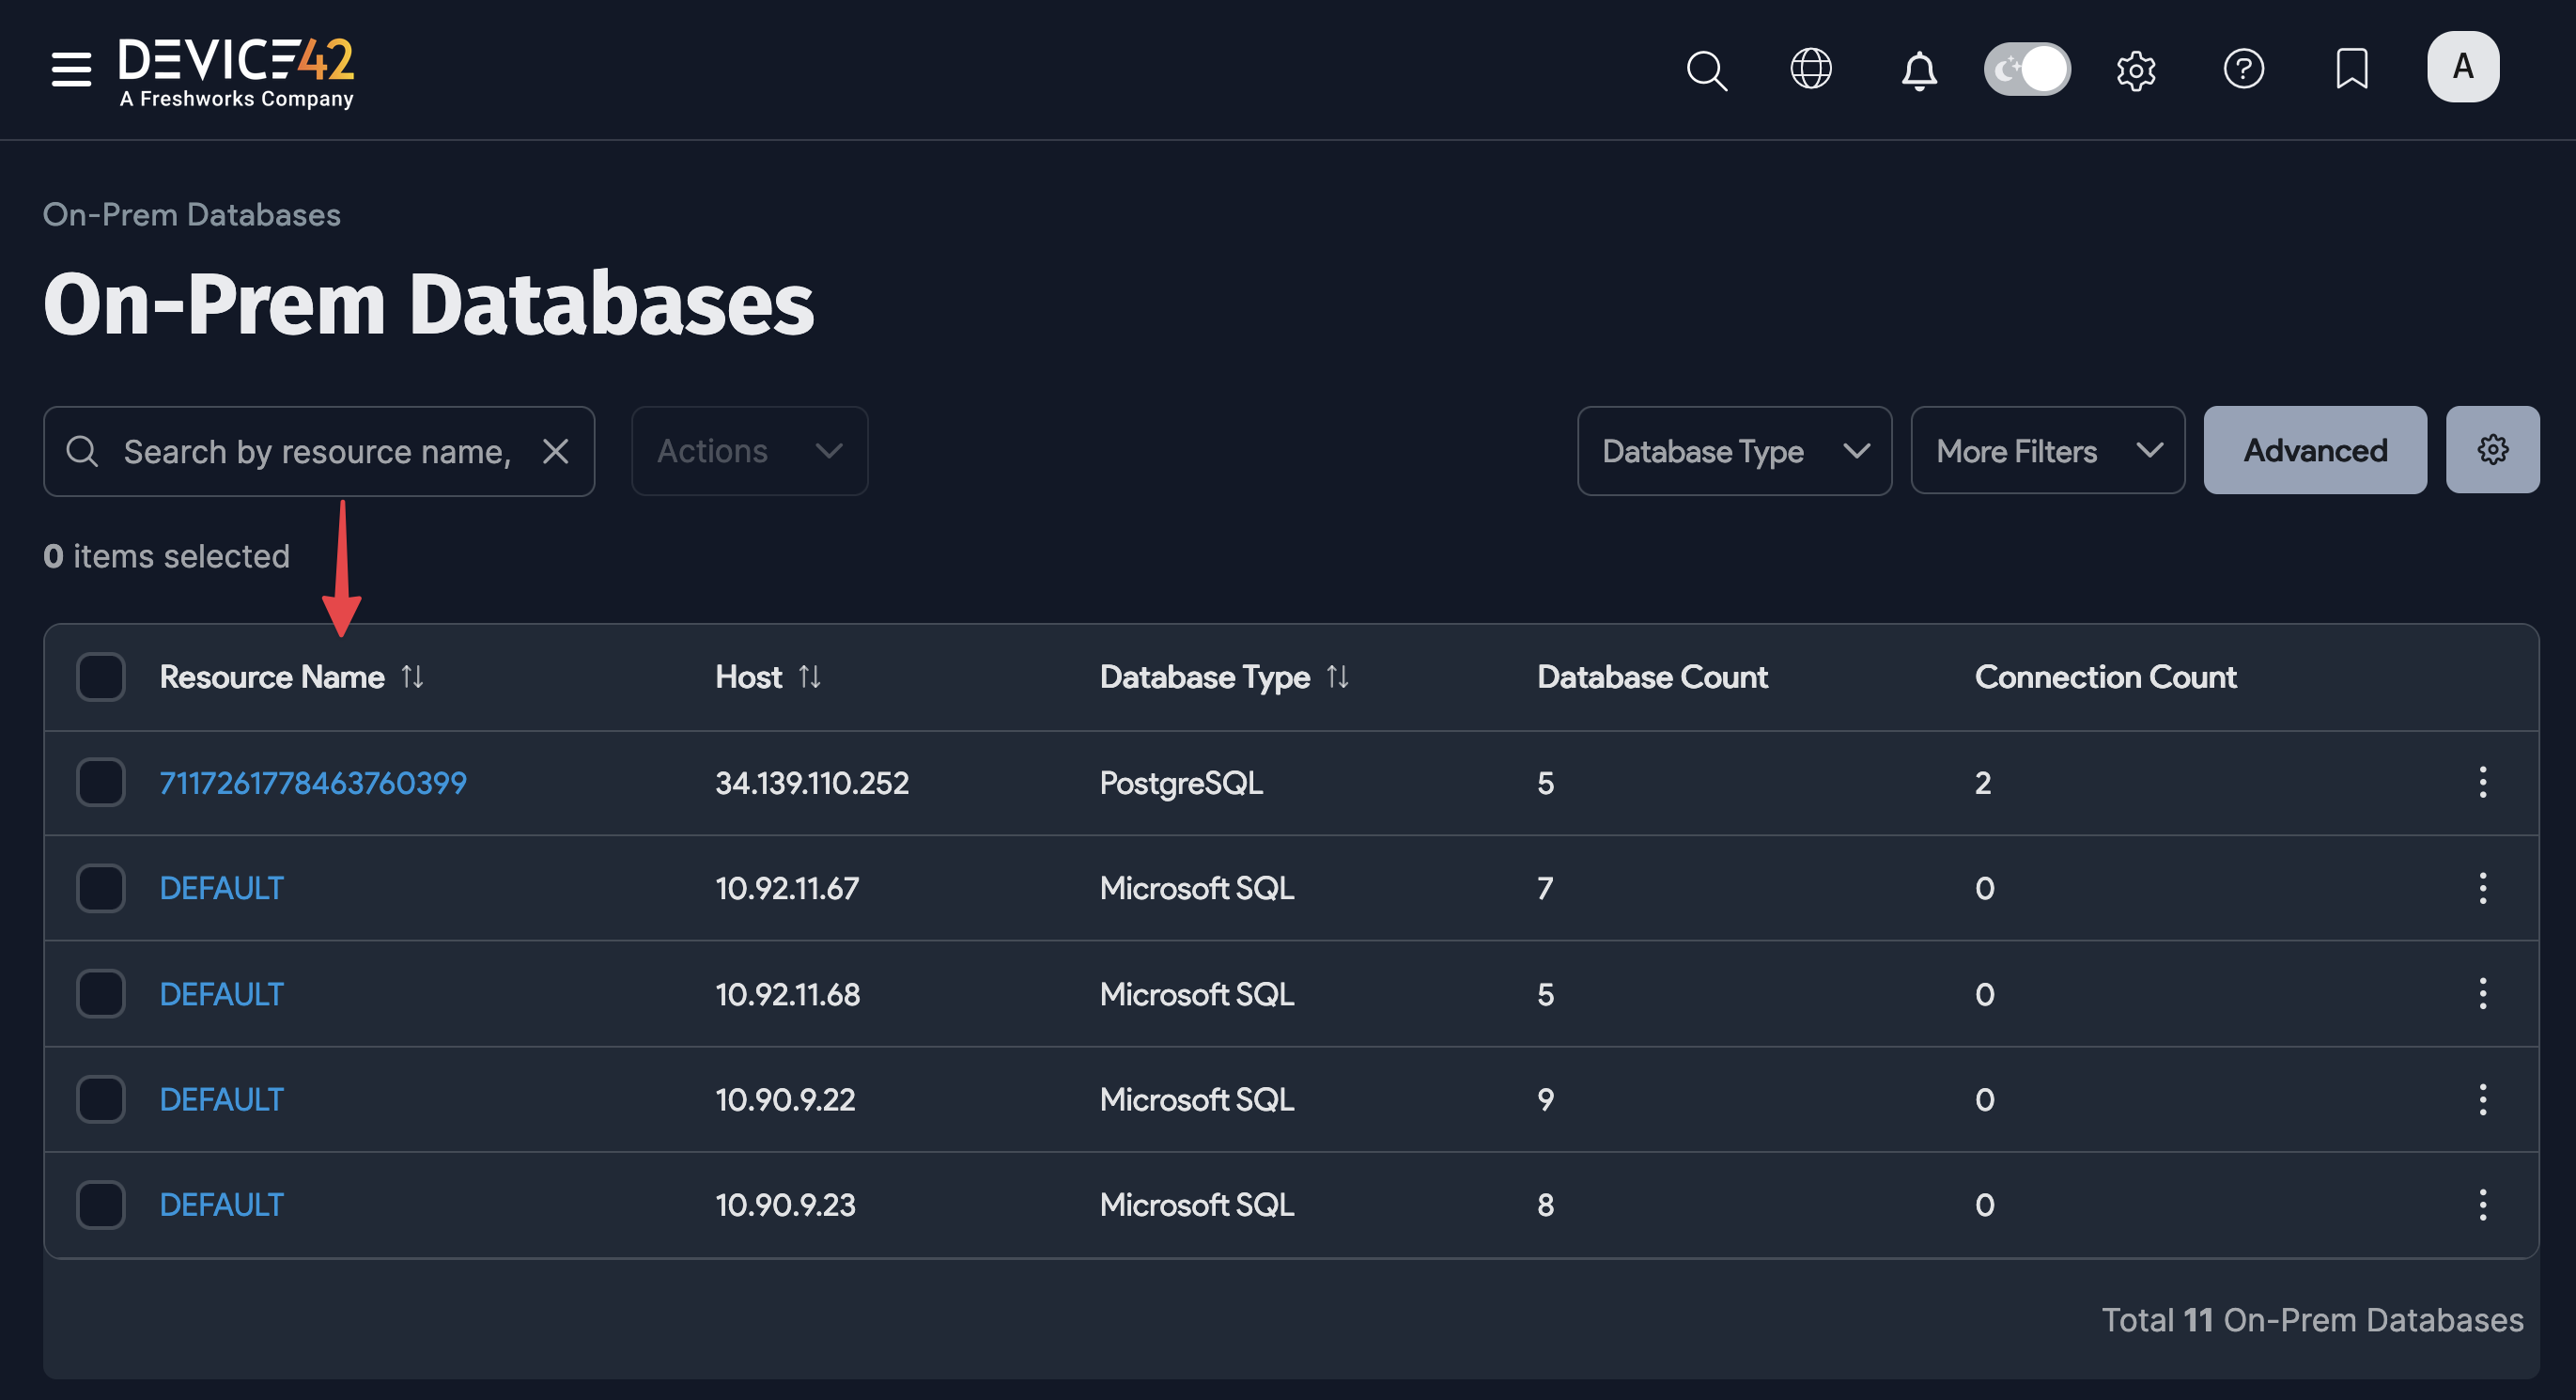 DEVICE42
A Freshworks Company
A
On-Prem Databases
On-Prem Databases
Search by resource name,
Actions
Database Type
More Filters
Advanced
0 items selected
Resource Name Host Database Type Database Count Connection Count
7117261778463760399 34.139.110.252 PostgreSQL 5 2
DEFAULT 10.92.11.67 Microsoft SQL 7 0
DEFAULT 10.92.11.68 Microsoft SQL 5 0
DEFAULT 10.90.9.22 Microsoft SQL 9 0
DEFAULT 10.90.9.23 Microsoft SQL 8 0
Total 11 On-Prem Databases